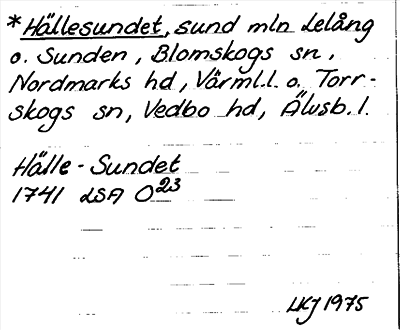 *Hällesundet, sund mln Lelång
o. Sunden, Blomskogs sn,
Nordmarks hd, Värml.l. o. Torr-
skogs sn, Vedbo hd, Älvsb. l.
Hälle-Sundet
1741 LSA O23
LKJ 1975